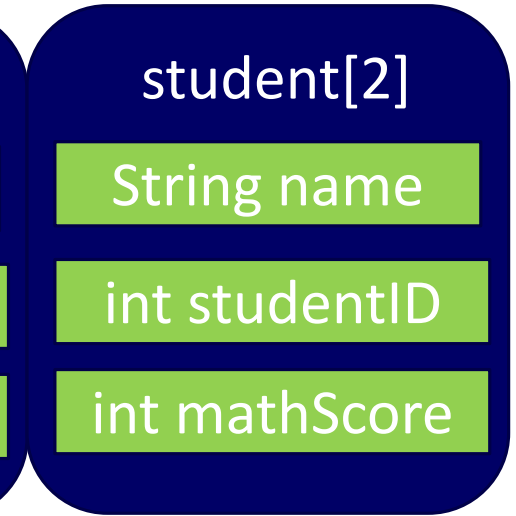 student[2]
String name
int studentID
int mathScore